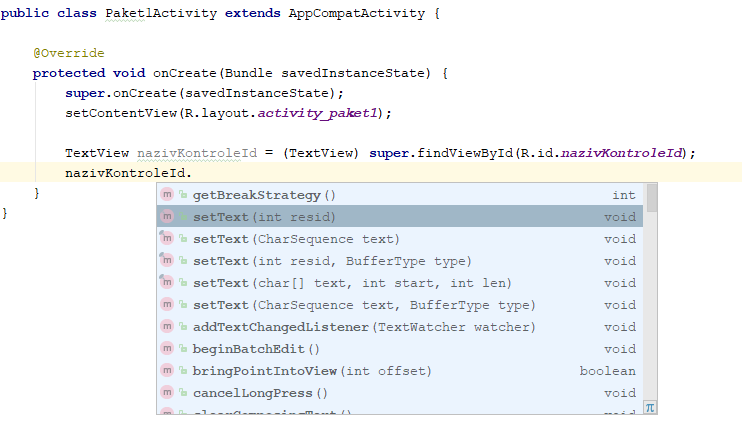 public class Paket1Activity extends AppCompatActivity {
@Override
protected void onCreate(Bundle savedInstanceState) {
super.onCreate(savedInstanceState);
setContentView(R.layout.activity_paket1);
TextView nazivKontroleId = (TextView) super.findViewById(R.id.nazivKontroleId);
nazivKontroleId.
}
}
m getBreakStrategy() int
m setText(int resid) void
m setText(CharSequence text) void
m setText(int resid, BufferType type) void
m setText(char[] text, int start, int len) void
m setText(CharSequence text, BufferType type) void
m addTextChangedListener(TextWatcher watcher) void
m beginBatchEdit() void
m bringPointIntoView(int offset) boolean
m cancelLongPress() void
m clearComposingText() void
π